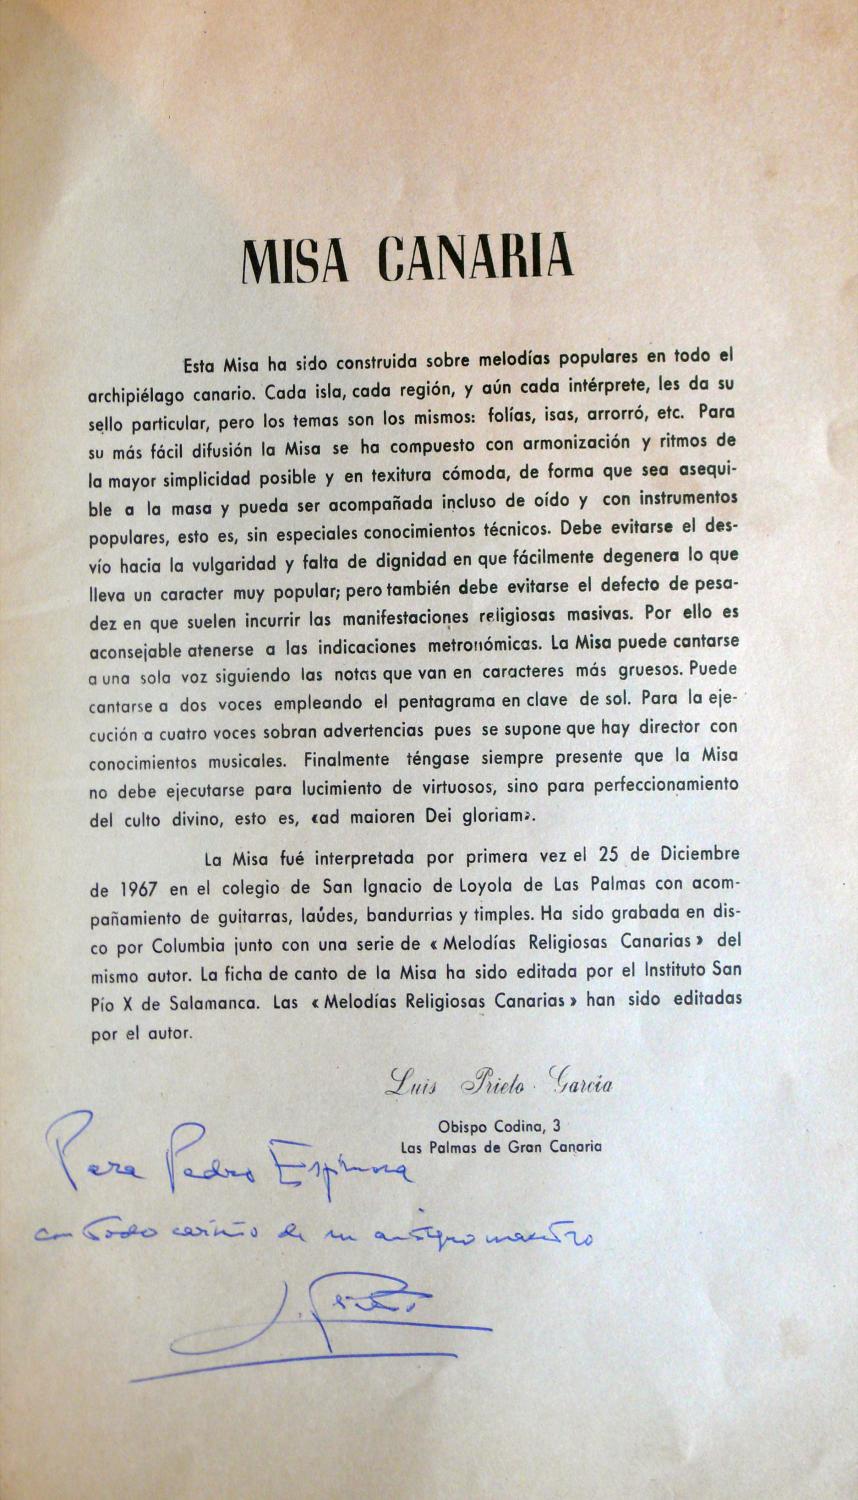 MISA CANARIA
Esta Misa ha sido construida sobre melodías populares en todo el
archipiélago canario. Cada isla, cada región, y aún cada intérprete, les da su
sello particular, pero los temas son los mismos: folías, isas, arrorró, etc. Para
su más fácil difusión la Misa se ha compuesto con armonización y ritmos de
la mayor simplicidad posible y en texitura cómoda, de forma que sea asequi-
ble a la masa y pueda ser acompañada incluso de oído y con instrumentos
populares, esto es, sin especiales conocimientos técnicos. Debe evitarse el des-
vío hacia la vulgaridad y falta de dignidad en que fácilmente degenera lo que
lleva un caracter muy popular; pero también debe evitarse el defecto de pesa-
dez en que suelen incurrir las manifestaciones religiosas masivas. Por ello es
aconsejable atenerse a las indicaciones metronómicas. La Misa puede cantarse
a una sola voz siguiendo las notas que van en caracteres más gruesos. Puede
cantarse a dos voces empleando el pentagrama en clave de sol. Para la eje-
cución a cuatro voces sobran advertencias pues se supone que hay director con
conocimientos musicales. Finalmente téngase siempre presente que la Misa
no debe ejecutarse para lucimiento de virtuosos, sino para perfeccionamiento
del culto divino, esto es, «ad maioren Dei gloriam».
La Misa fué interpretada por primera vez el 25 de Diciembre
de 1967 en el colegio de San Ignacio de Loyola de Las Palmas con acom-
pañamiento de guitarras, laúdes, bandurrias y timples. Ha sido grabada en dis-
co por Columbia junto con una serie de «Melodías Religiosas Canarias» del
mismo autor. La ficha de canto de la Misa ha sido editada por el Instituto San
Pío X de Salamanca. Las «Melodías Religiosas Canarias» han sido editadas
por el autor.
Luis Prieto García
Obispo Codina, 3
Las Palmas de Gran Canaria
Para Pedro Espinosa
con todo cariño de su antiguo maestro
L. Prieto